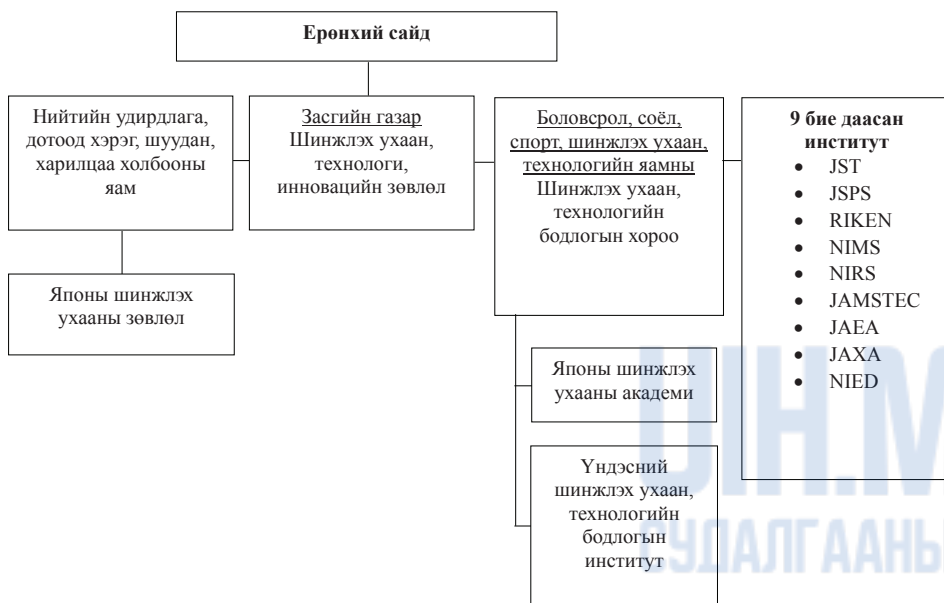 Ерөнхий сайд
Нийтийн удирдлага,
дотоод хэрэг, шуудан,
харилцаа холбооны
яам
Засгийн газар
Шинжлэх ухаан,
технологи,
инновацийн зөвлөл
Боловсрол, соёл,
спорт, шинжлэх ухаан,
технологийн яамны
Шинжлэх ухаан,
технологийн
бодлогын хороо
9 бие даасан
институт
• JST
• JSPS
• RIKEN
• NIMS
• NIRS
• JAMSTEC
• JAEA
• JAXA
• NIED
Японы шинжлэх
ухааны зөвлөл
Японы шинжлэх
ухааны академи
Үндэсний
шинжлэх ухаан,
технологийн
бодлогын
институт
UIH.M
СУДАЛГААНЫ